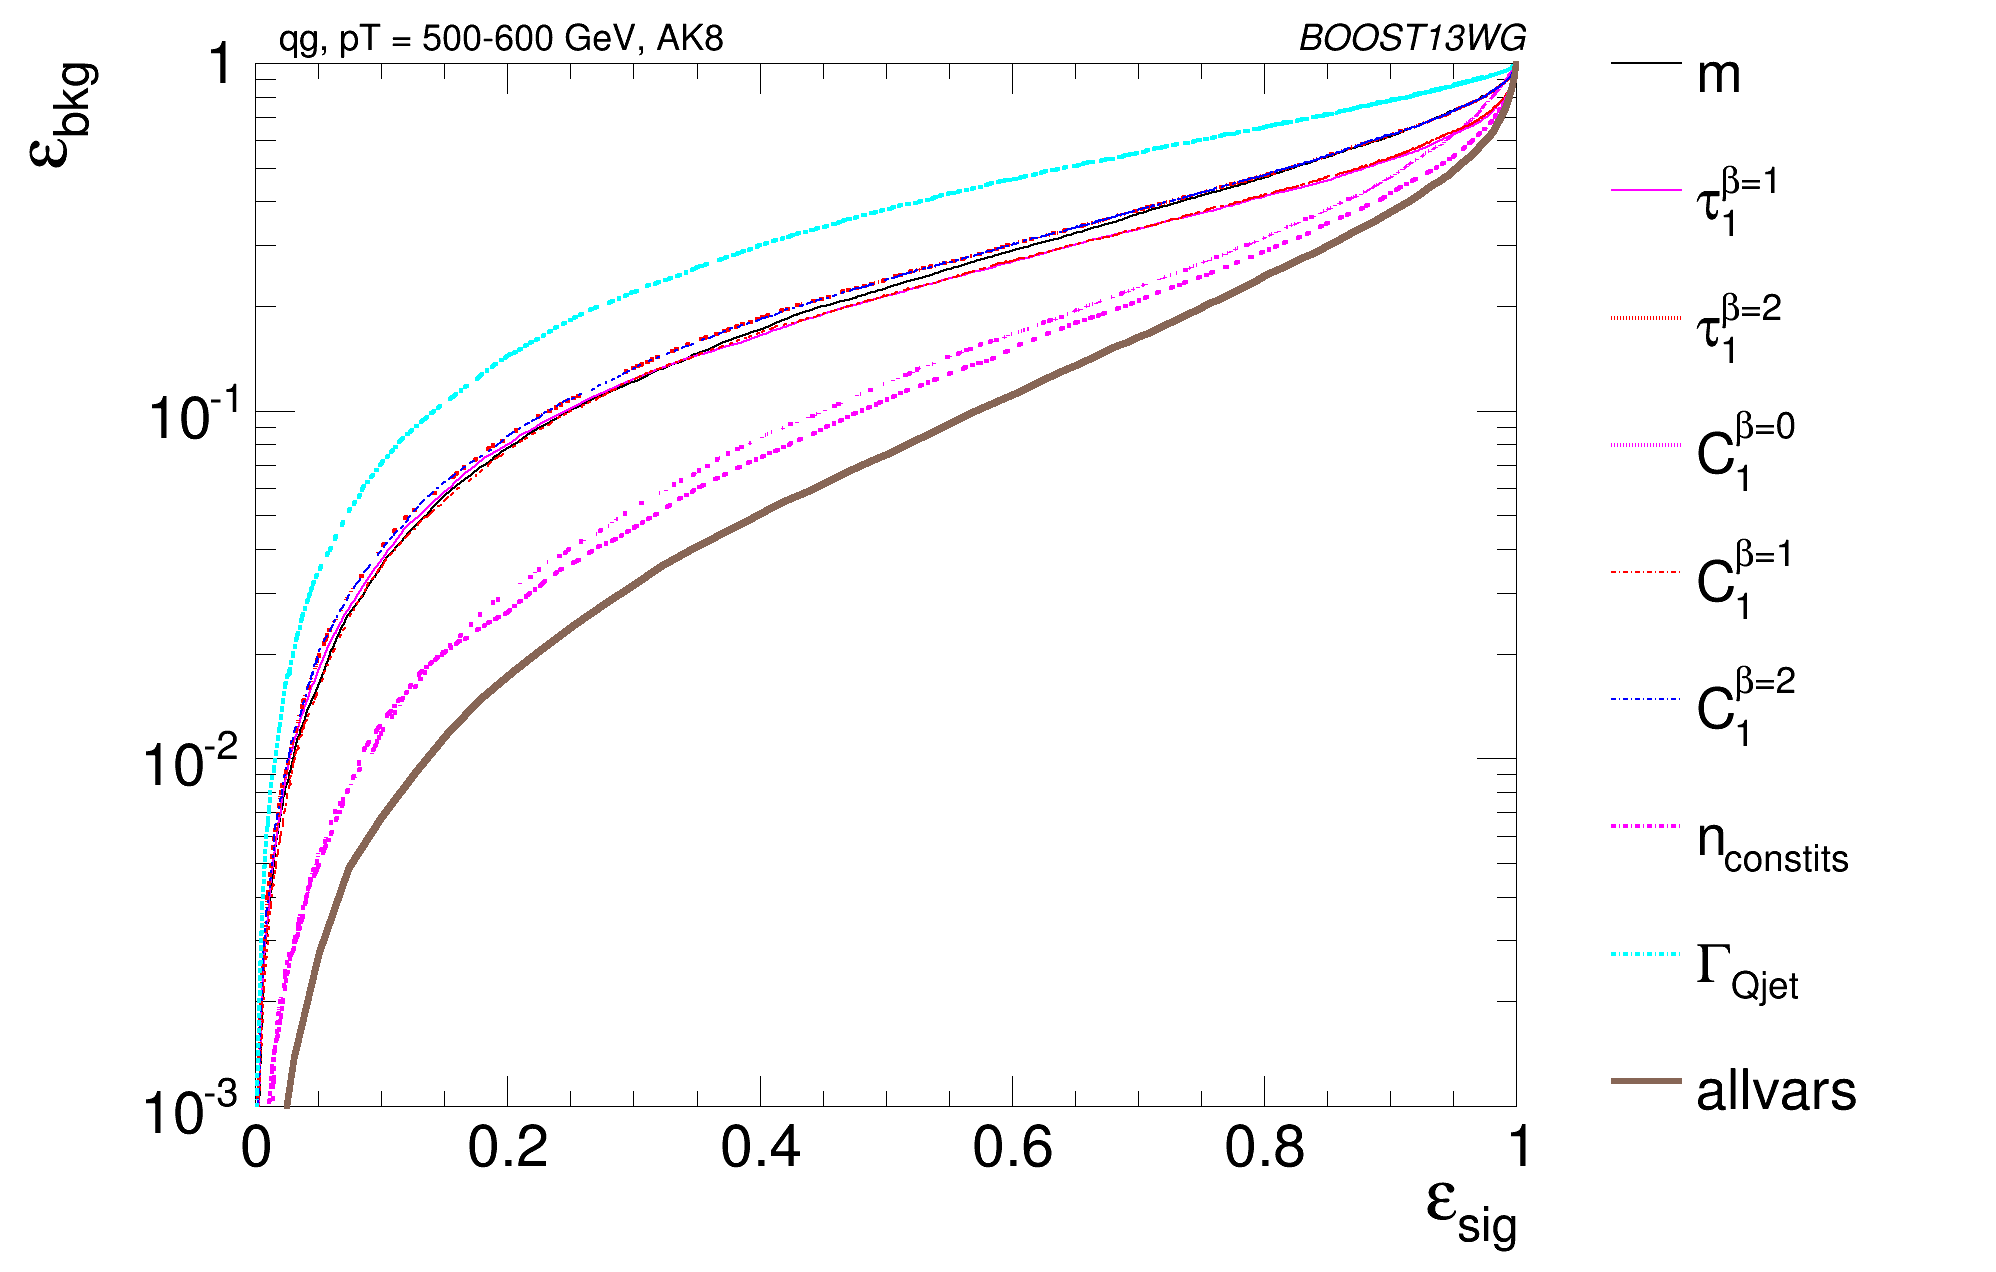 qg, pT = 500-600 GeV, AK8
BOOST13WG
ε_bkg
1
10^-1
10^-2
10^-3
0 0.2 0.4 0.6 0.8 1
ε_sig
m
τ_1^β=1
τ_1^β=2
C_1^β=0
C_1^β=1
C_1^β=2
n_constits
Γ_Qjet
allvars